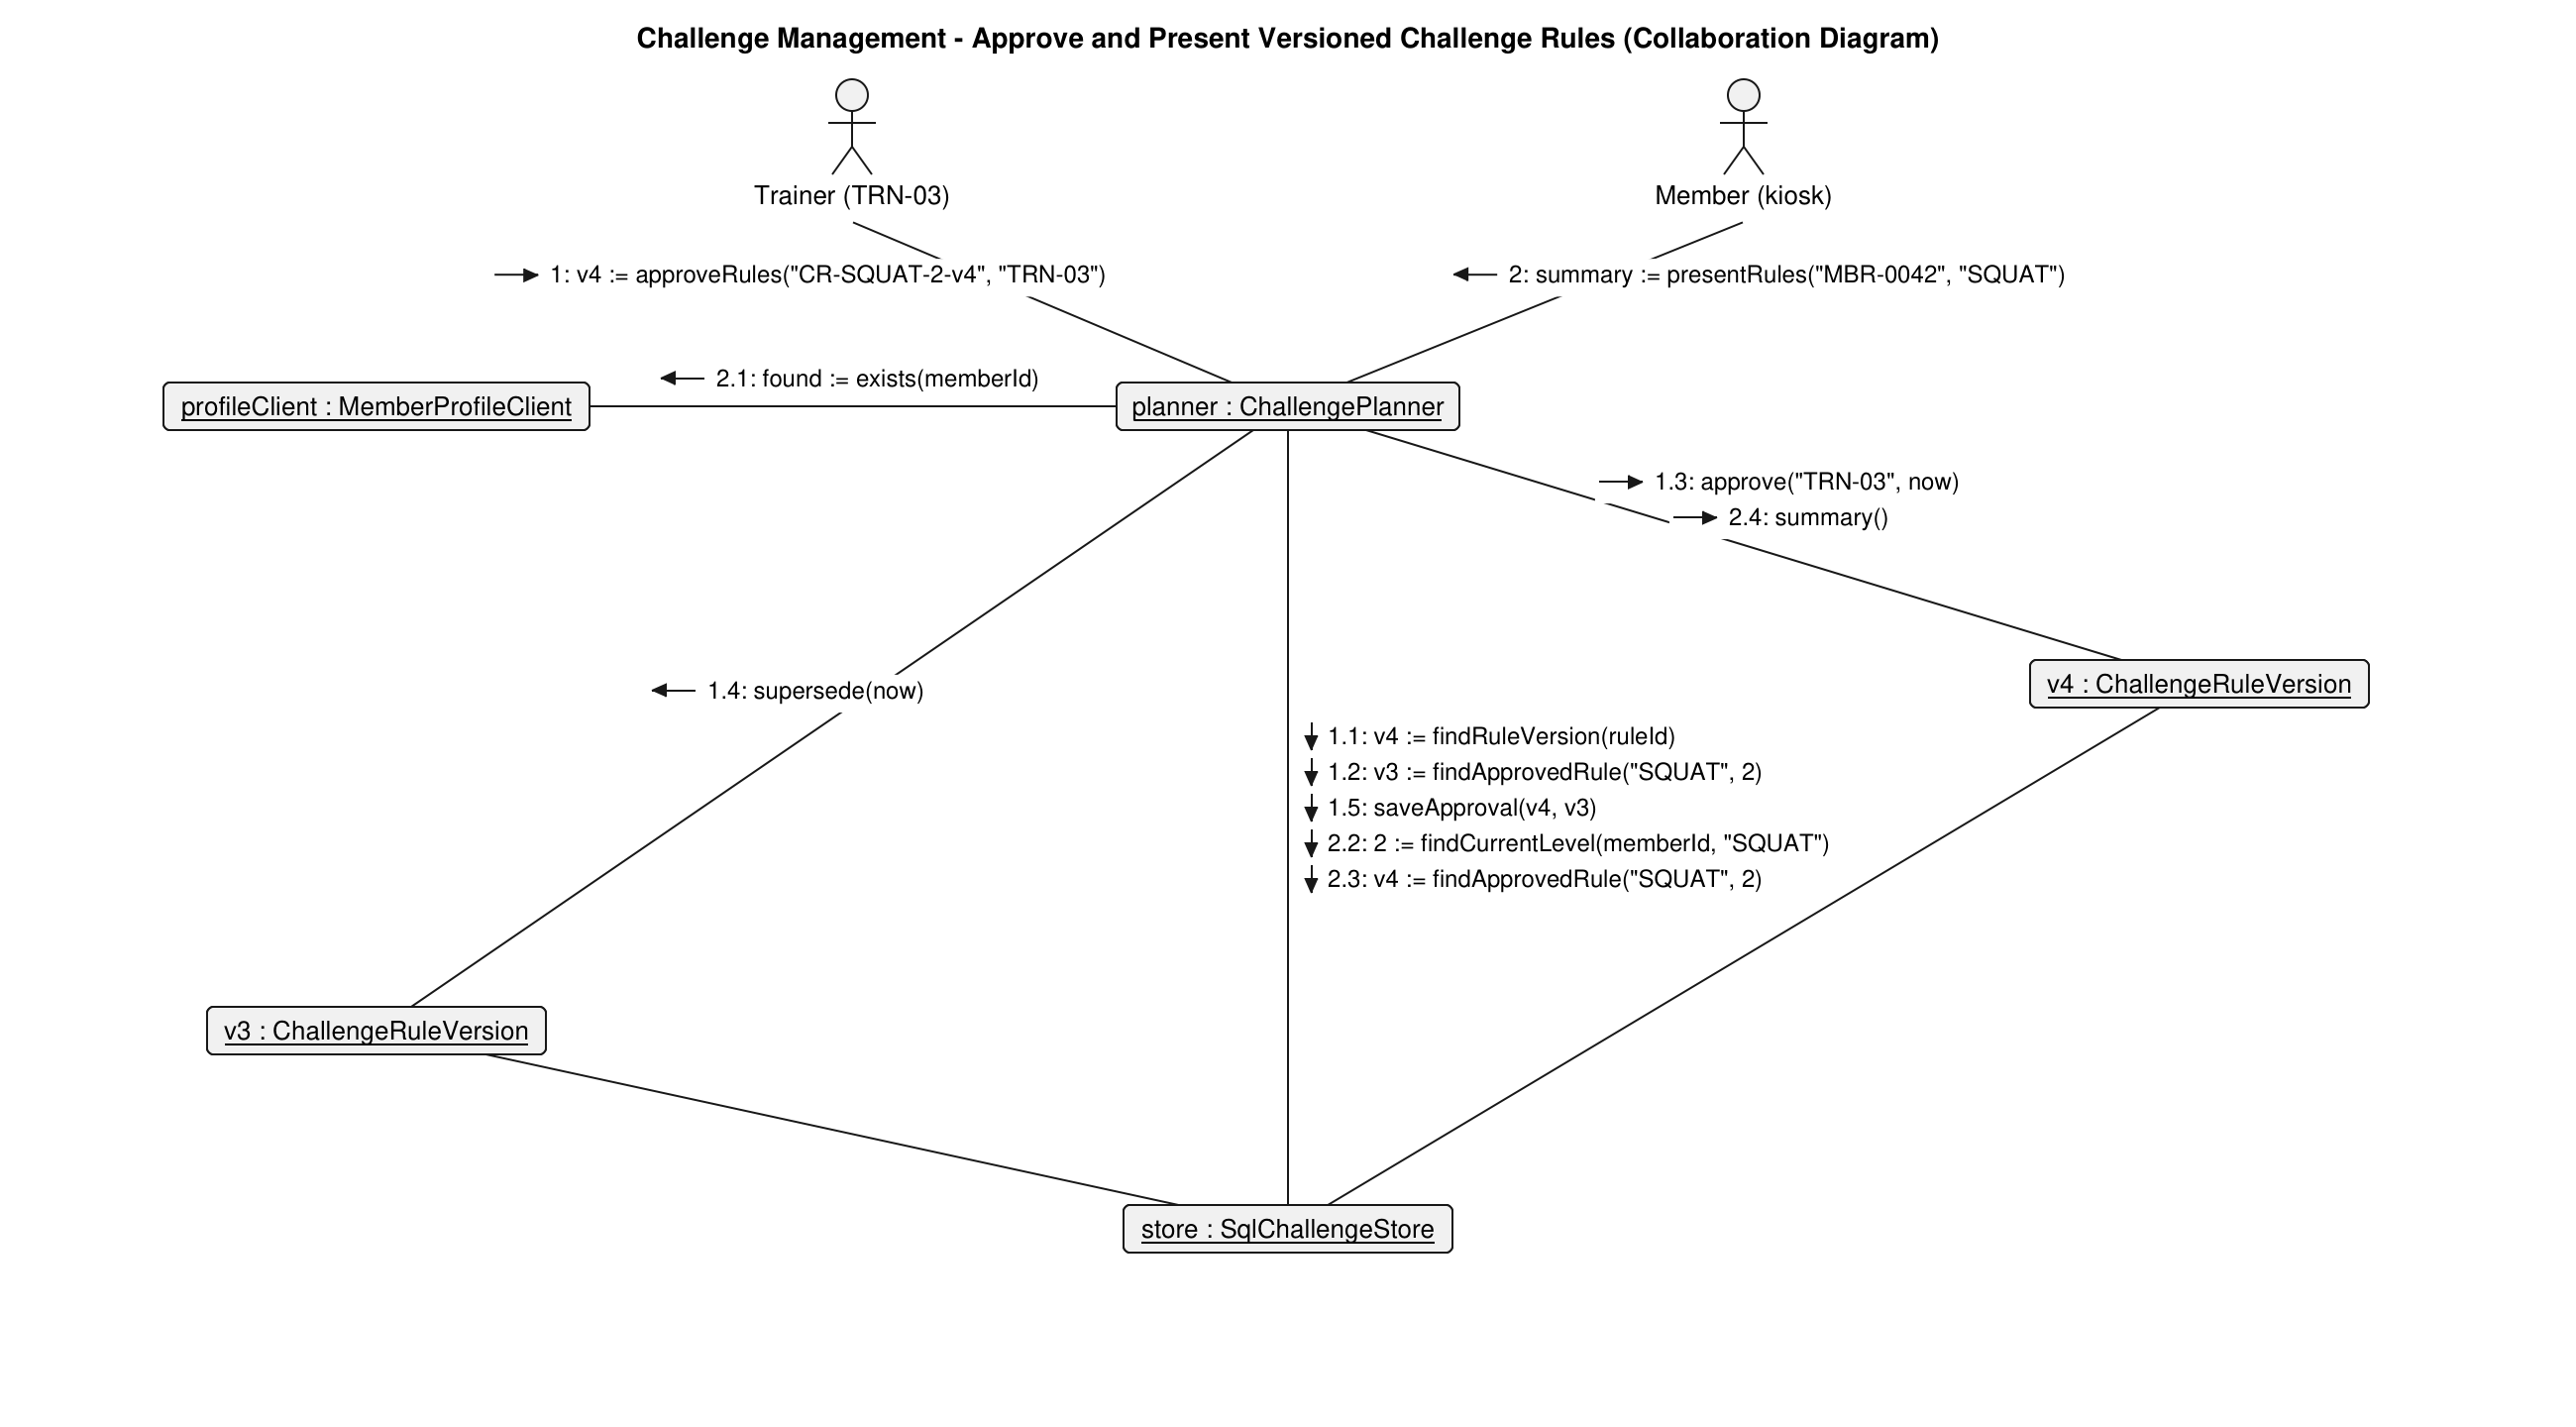 Challenge Management - Approve and Present Versioned Challenge Rules (Collaboration Diagram)
Trainer (TRN-03)
Member (kiosk)
1: v4 := approveRules("CR-SQUAT-2-v4", "TRN-03")
2: summary := presentRules("MBR-0042", "SQUAT")
2.1: found := exists(memberId)
profileClient : MemberProfileClient
planner : ChallengePlanner
1.3: approve("TRN-03", now)
2.4: summary()
1.4: supersede(now)
v4 : ChallengeRuleVersion
1.1: v4 := findRuleVersion(ruleId)
1.2: v3 := findApprovedRule("SQUAT", 2)
1.5: saveApproval(v4, v3)
2.2: 2 := findCurrentLevel(memberId, "SQUAT")
2.3: v4 := findApprovedRule("SQUAT", 2)
v3 : ChallengeRuleVersion
store : SqlChallengeStore